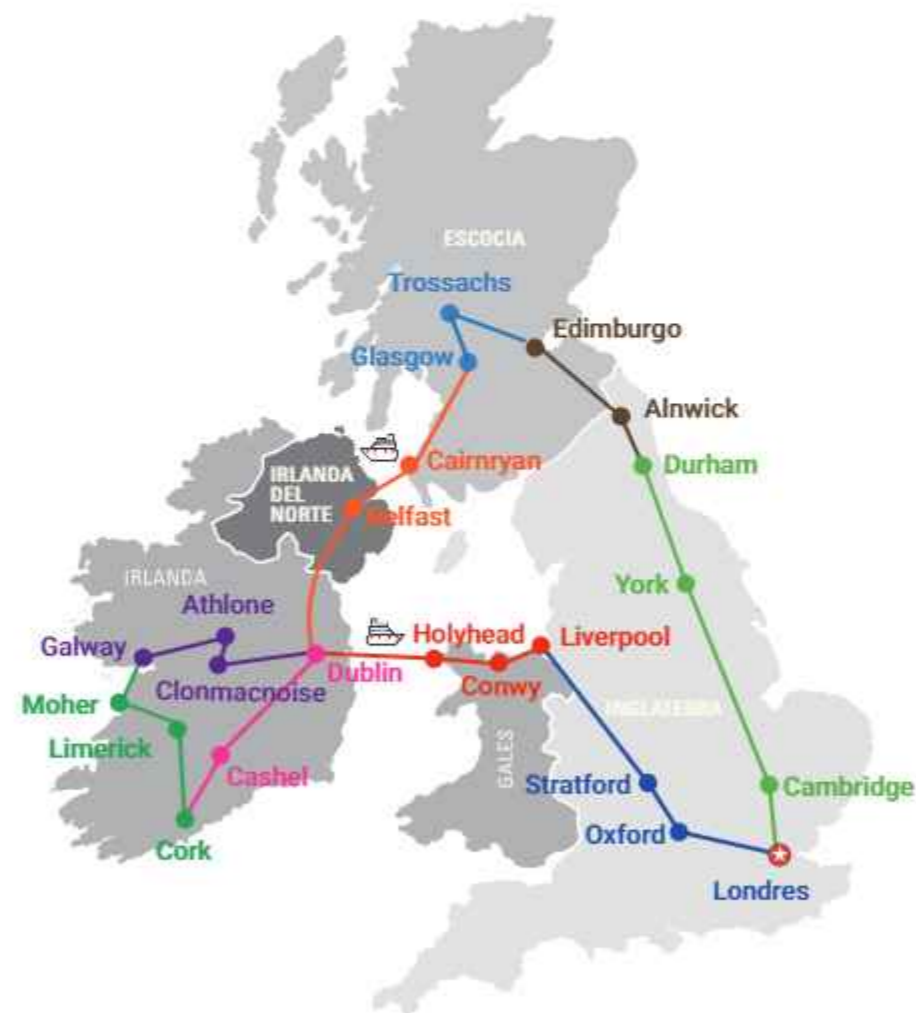 ESCOCIA
Trossachs
Edimburgo
Glasgow
Alnwick
Cairnryan
Durham
IRLANDA
DEL
NORTE
Belfast
IRLANDA
York
Athlone
Galway
Holyhead
Liverpool
Dublin
Conwy
Clonmacnoise
Moher
INGLATERRA
Limerick
GALES
Cashel
Stratford
Cambridge
Oxford
Cork
Londres